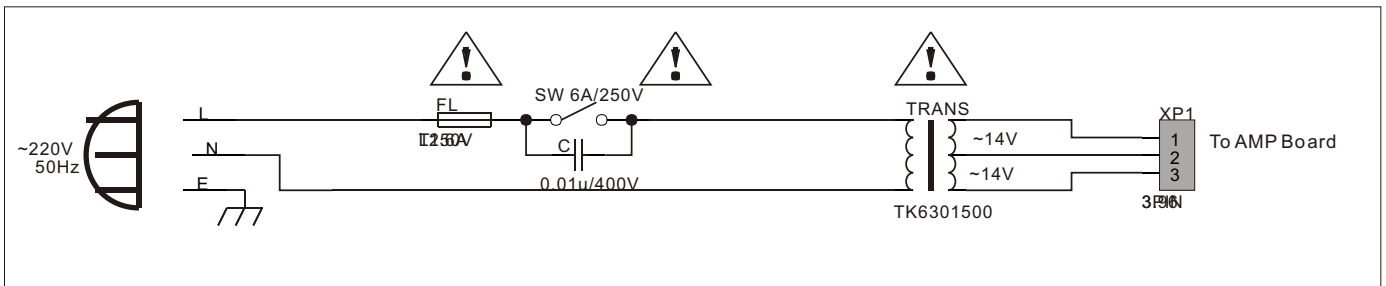 FL
SW 6A/250V
TRANS
XP1
L
~14V
1
To AMP Board
~220V
50Hz
C
N
2
3
~14V
E
0.01u/400V
TK6301500